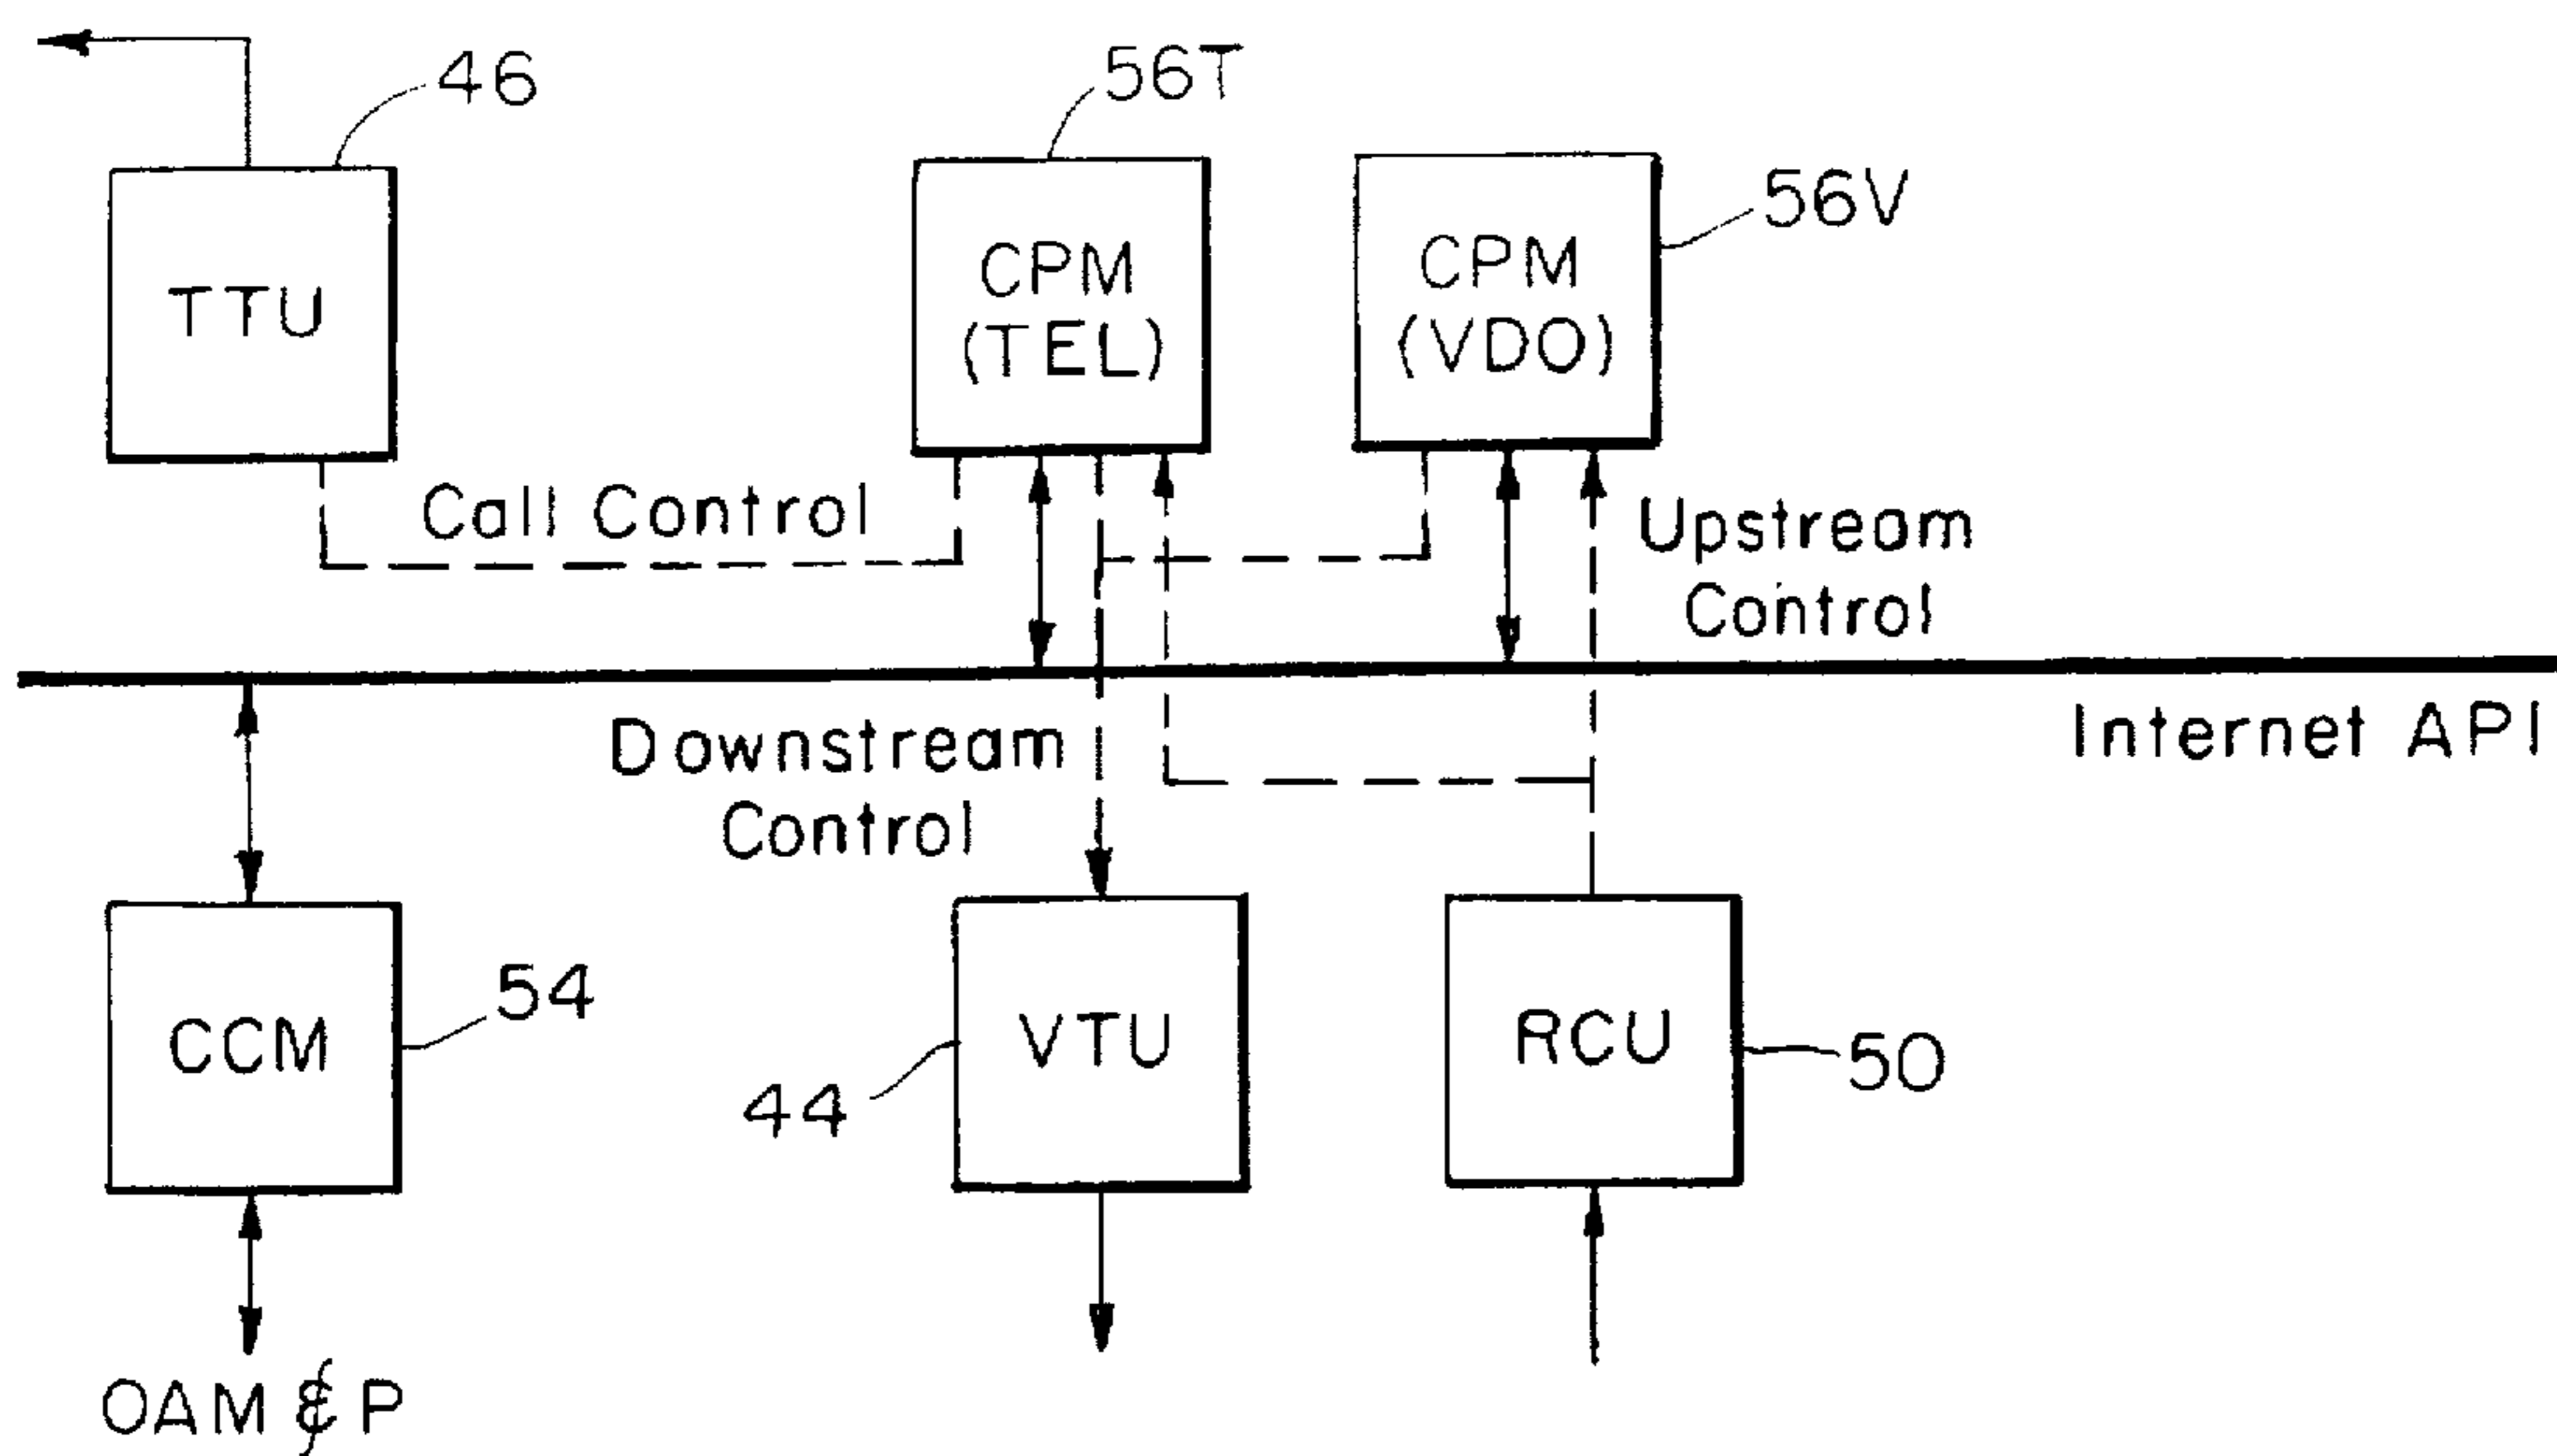 46
56T
56V
TTU
CPM
(TEL)
CPM
(VDO)
Call Control
Upstream
Control
Internet API
Downstream
Control
CCM
54
VTU
44
RCU
50
OAM & P